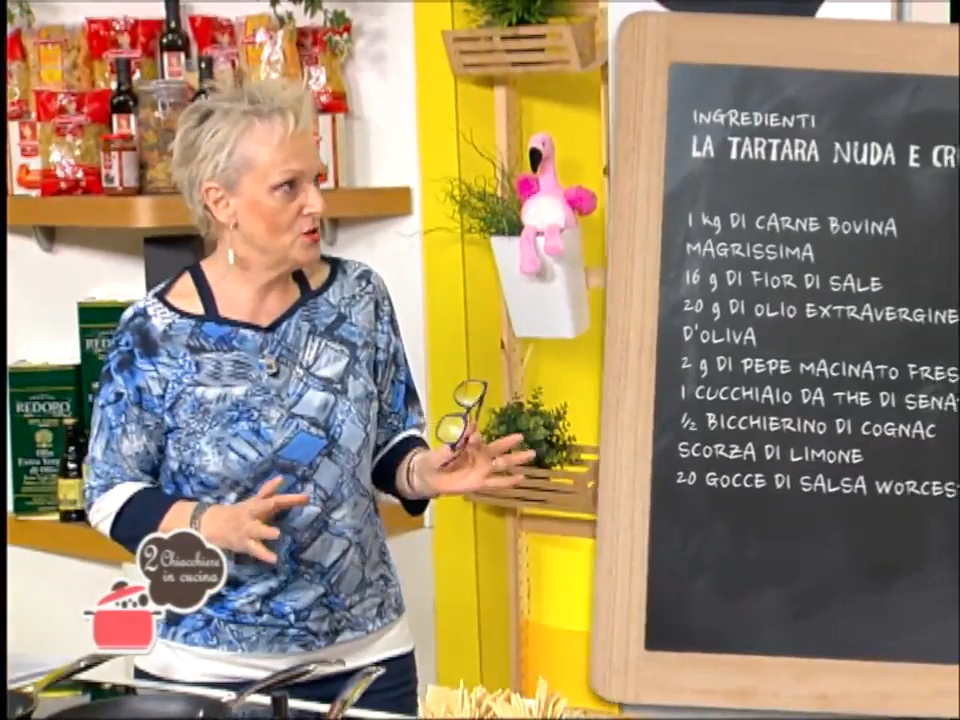 INGREDIENTI
LA TARTARA NUDA E CR
1 kg DI CARNE BOVINA
MAGRISSIMA
16 g DI FIOR DI SALE
20 g DI OLIO EXTRAVERGINE
D'OLIVA
2 g DI PEPE MACINATO FRES
1 CUCCHIAIO DA THE DI SENA
½ BICCHIERINO DI COGNAC
SCORZA DI LIMONE
20 GOCCE DI SALSA WORCES
REDORO
2 Chiacchiere
in cucina